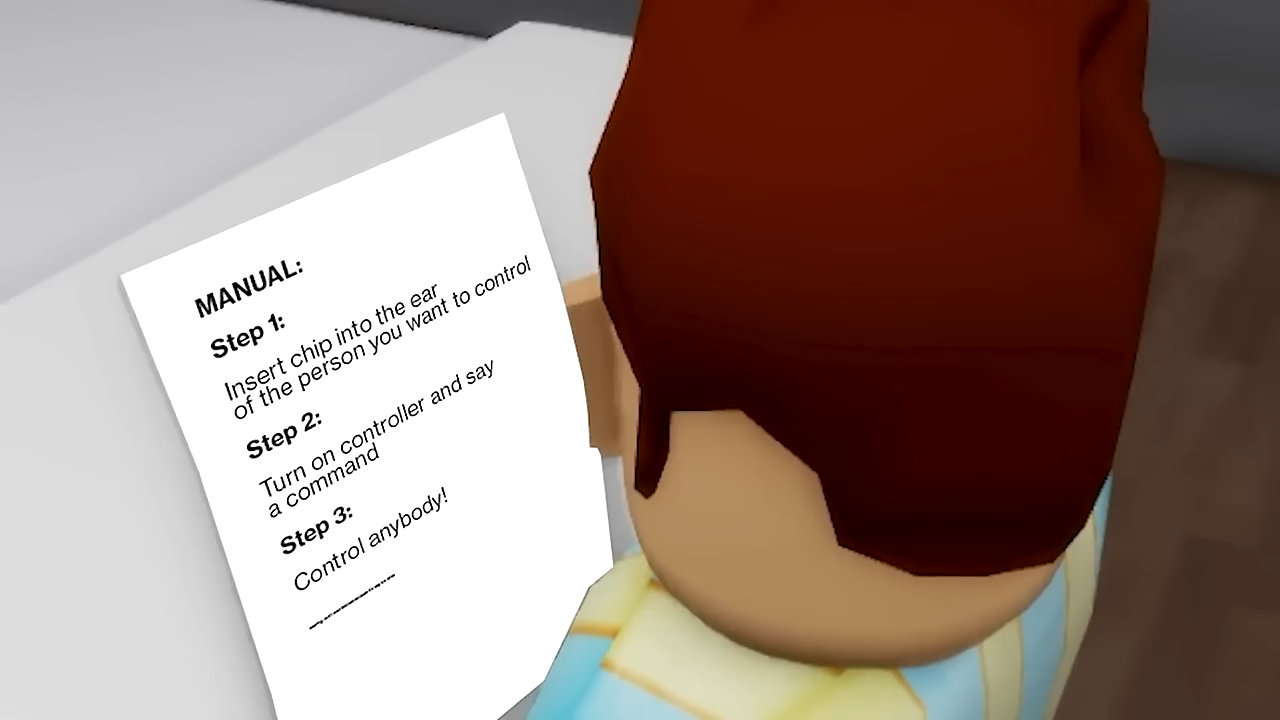 MANUAL:
Step 1:
Insert chip into the ear
of the person you want to control
Step 2:
Turn on controller and say
a command
Step 3:
Control anybody!